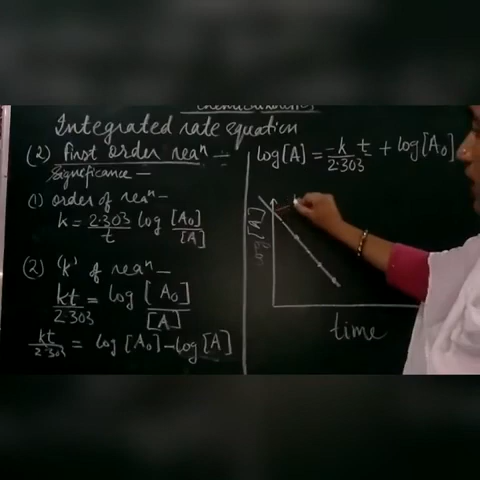 Integrated rate equation
(2) First order reaⁿ ÷
Significance —
(1) order of reaⁿ —
k = 2.303/t log [A₀]/[A]
(2) 'k' of reaⁿ —
kt/2.303 = log [A₀]/[A]
kt/2.303 = log [A₀] – log [A]
log[A] = -k t/2.303 + log[A₀]
log [A]
time